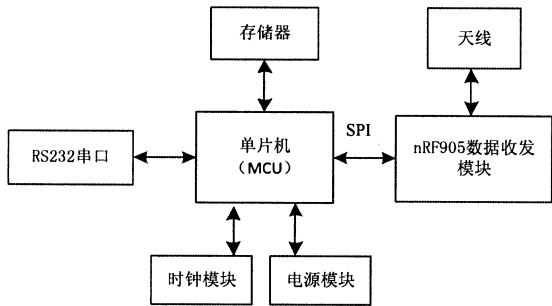 存储器
天线
单片机
（MCU）
SPI
nRF905数据收发
模块
RS232串口
时钟模块
电源模块